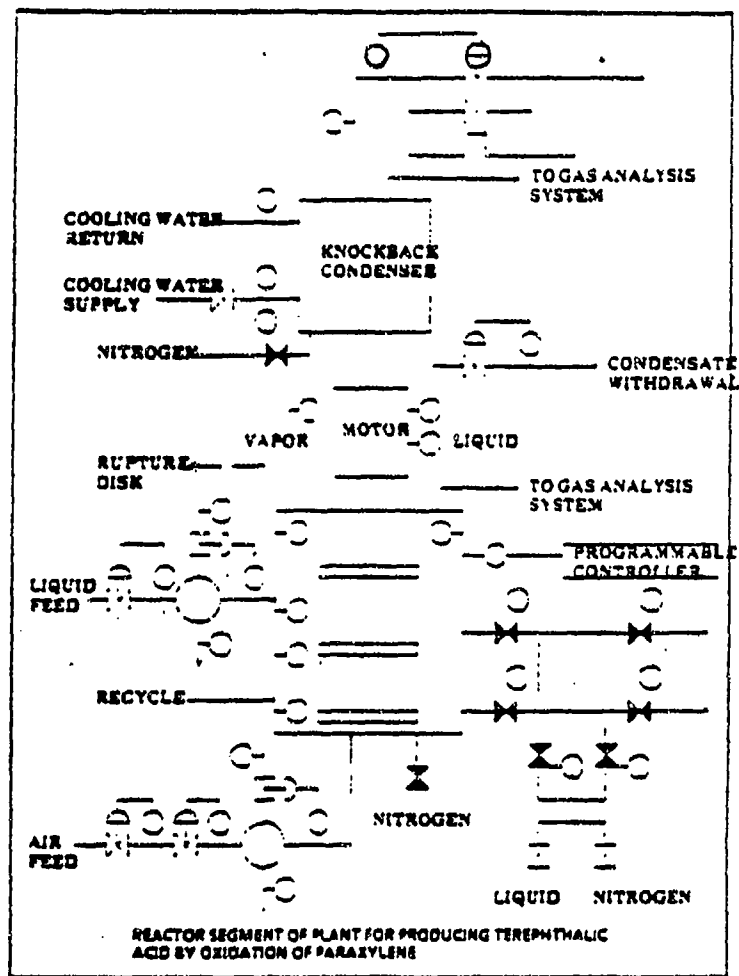 TO GAS ANALYSIS
SYSTEM
COOLING WATER
RETURN
KNOCKBACK
CONDENSER
COOLING WATER
SUPPLY
NITROGEN
CONDENSATE
WITHDRAWAL
VAPOR
MOTOR
LIQUID
RUPTURE
DISK
TO GAS ANALYSIS
SYSTEM
PROGRAMMABLE
CONTROLLER
LIQUID
FEED
RECYCLE
NITROGEN
AIR
FEED
LIQUID
NITROGEN
REACTOR SEGMENT OF PLANT FOR PRODUCING TEREPHTHALIC
ACID BY OXIDATION OF PARAXYLENE